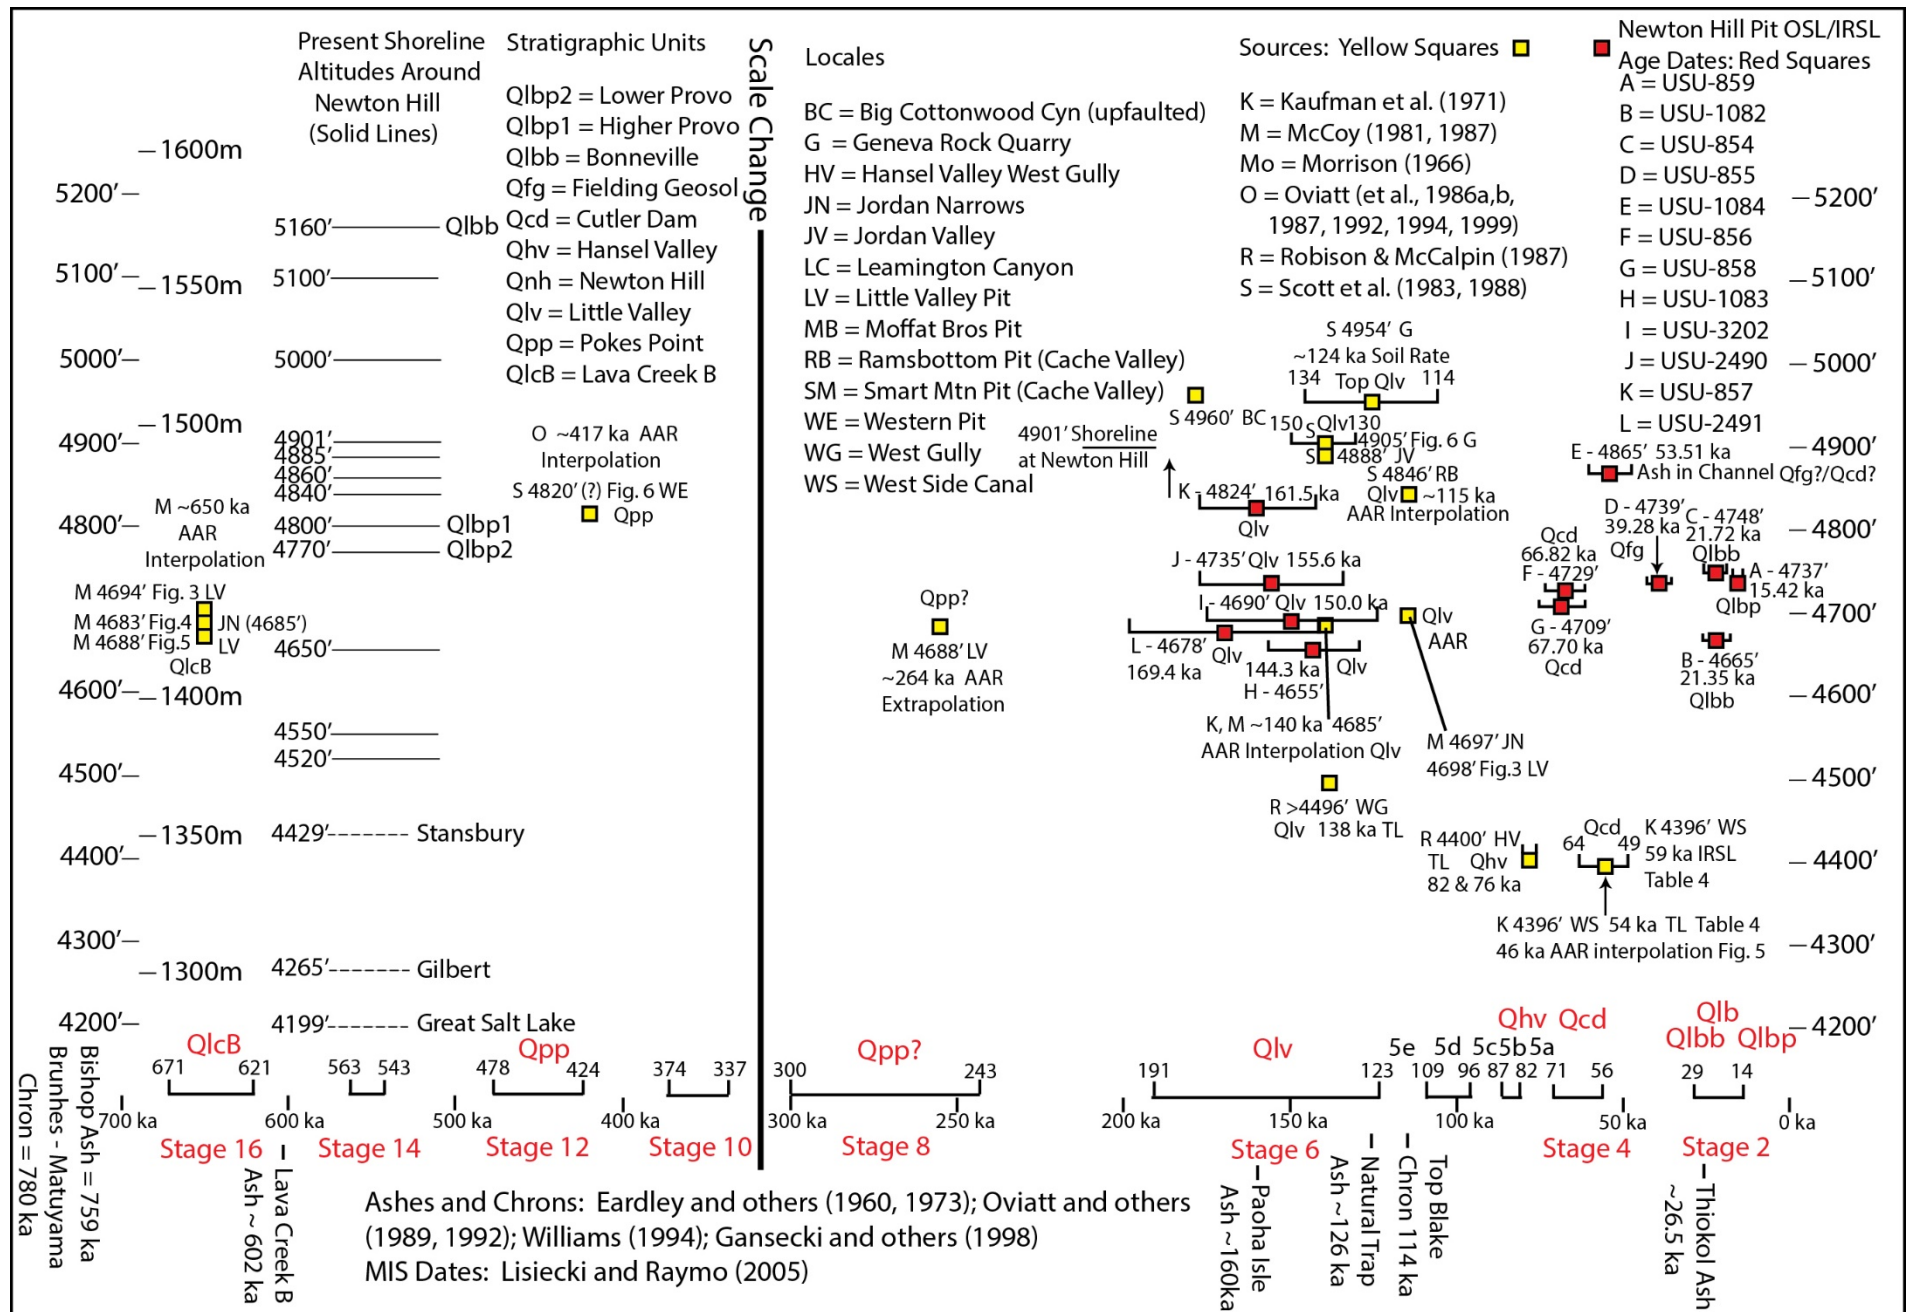 Present Shoreline
Altitudes Around
Newton Hill
(Solid Lines)
Stratigraphic Units
Qlbp2 = Lower Provo
Qlbp1 = Higher Provo
Qlbb = Bonneville
Qfg = Fielding Geosol
Qcd = Cutler Dam
Qhv = Hansel Valley
Qnh = Newton Hill
Qlv = Little Valley
Qpp = Pokes Point
QlcB = Lava Creek B
Scale Change
Locales
BC = Big Cottonwood Cyn (upfaulted)
G = Geneva Rock Quarry
HV = Hansel Valley West Gully
JN = Jordan Narrows
JV = Jordan Valley
LC = Leamington Canyon
LV = Little Valley Pit
MB = Moffat Bros Pit
RB = Ramsbottom Pit (Cache Valley)
SM = Smart Mtn Pit (Cache Valley)
WE = Western Pit
WG = West Gully
WS = West Side Canal
Sources: Yellow Squares
K = Kaufman et al. (1971)
M = McCoy (1981, 1987)
Mo = Morrison (1966)
O = Oviatt (et al., 1986a,b,
1987, 1992, 1994, 1999)
R = Robison & McCalpin (1987)
S = Scott et al. (1983, 1988)
Newton Hill Pit OSL/IRSL
Age Dates: Red Squares
A = USU-859
B = USU-1082
C = USU-854
D = USU-855
E = USU-1084
F = USU-856
G = USU-858
H = USU-1083
I = USU-3202
J = USU-2490
K = USU-857
L = USU-2491
1600m
5200'
5100'
1550m
5000'
1500m
4900'
4800'
4700'
4600'
1400m
4500'
1350m
4400'
4300'
1300m
4200'
5160' Qlbb
5100'
5000'
4901'
4885'
4860'
4840'
4800' Qlbp1
4770' Qlbp2
4650'
4550'
4520'
4429' Stansbury
4265' Gilbert
4199' Great Salt Lake
M ~650 ka
AAR
Interpolation
M 4694' Fig. 3 LV
M 4683' Fig.4 JN (4685')
M 4688' Fig.5 LV
QlcB
O ~417 ka AAR
Interpolation
S 4820' (?) Fig. 6 WE
Qpp
Qpp?
M 4688' LV
~264 ka AAR
Extrapolation
S 4954' G
~124 ka Soil Rate
134 Top Qlv 114
S 4960' BC
150 Qlv 130
S 4905' Fig. 6 G
S 4888' JV
4901' Shoreline
at Newton Hill
S 4846' RB
Qlv ~115 ka
AAR Interpolation
K - 4824' 161.5 ka
Qlv
J - 4735' Qlv 155.6 ka
I - 4690' Qlv 150.0 ka
L - 4678' Qlv
169.4 ka
144.3 ka Qlv
H - 4655'
Qlv
AAR
K, M ~140 ka 4685'
AAR Interpolation Qlv
M 4697' JN
4698' Fig.3 LV
R >4496' WG
Qlv 138 ka TL
E - 4865' 53.51 ka
Ash in Channel Qfg?/Qcd?
D - 4739'
39.28 ka
Qfg
C - 4748'
21.72 ka
Qlbb
A - 4737'
15.42 ka
Qlbp
Qcd
66.82 ka
F - 4729'
G - 4709'
67.70 ka
Qcd
B - 4665'
21.35 ka
Qlbb
R 4400' HV
TL Qhv
82 & 76 ka
Qcd
64 49
K 4396' WS
59 ka IRSL
Table 4
K 4396' WS 54 ka TL Table 4
46 ka AAR interpolation Fig. 5
5200'
5100'
5000'
4900'
4800'
4700'
4600'
4500'
4400'
4300'
4200'
QlcB
Qpp
Qpp?
Qlv
Qhv Qcd
Qlb
Qlbb Qlbp
5e 5d 5c 5b 5a
671 621 563 543 478 424 374 337 300 243 191 123 109 96 87 82 71 56 29 14
700 ka 600 ka 500 ka 400 ka 300 ka 250 ka 200 ka 150 ka 100 ka 50 ka 0 ka
Stage 16 Stage 14 Stage 12 Stage 10 Stage 8 Stage 6 Stage 4 Stage 2
Bishop Ash = 759 ka
Brunhes - Matuyama
Chron = 780 ka
Lava Creek B
Ash ~ 602 ka
Paoha Isle
Ash ~160ka
Natural Trap
Ash ~126 ka
Top Blake
Chron 114 ka
Thiokol Ash
~26.5 ka
Ashes and Chrons: Eardley and others (1960, 1973); Oviatt and others
(1989, 1992); Williams (1994); Gansecki and others (1998)
MIS Dates: Lisiecki and Raymo (2005)